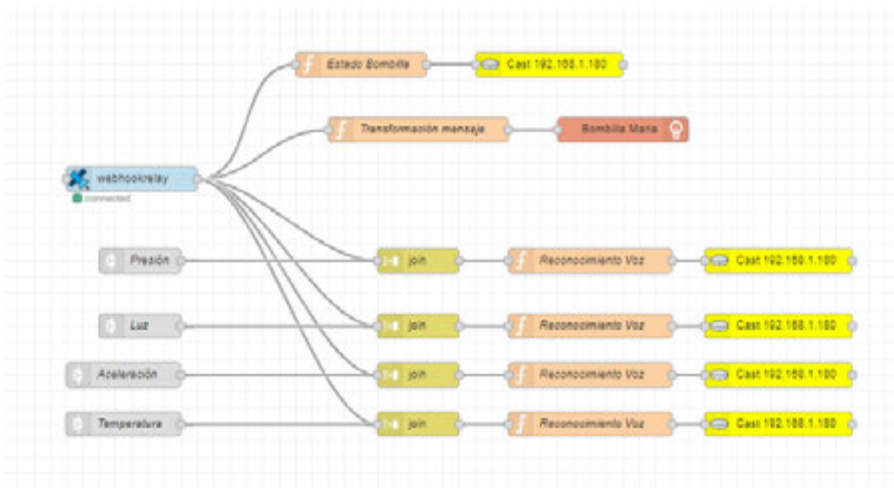 Estado Bombilla
Cast 192.168.1.180
Transformación mensaje
Bombilla Maria
webhookrelay
connected
Presión
join
Reconocimiento Voz
Cast 192.168.1.180
Luz
join
Reconocimiento Voz
Cast 192.168.1.180
Aceleración
join
Reconocimiento Voz
Cast 192.168.1.180
Temperatura
join
Reconocimiento Voz
Cast 192.168.1.180